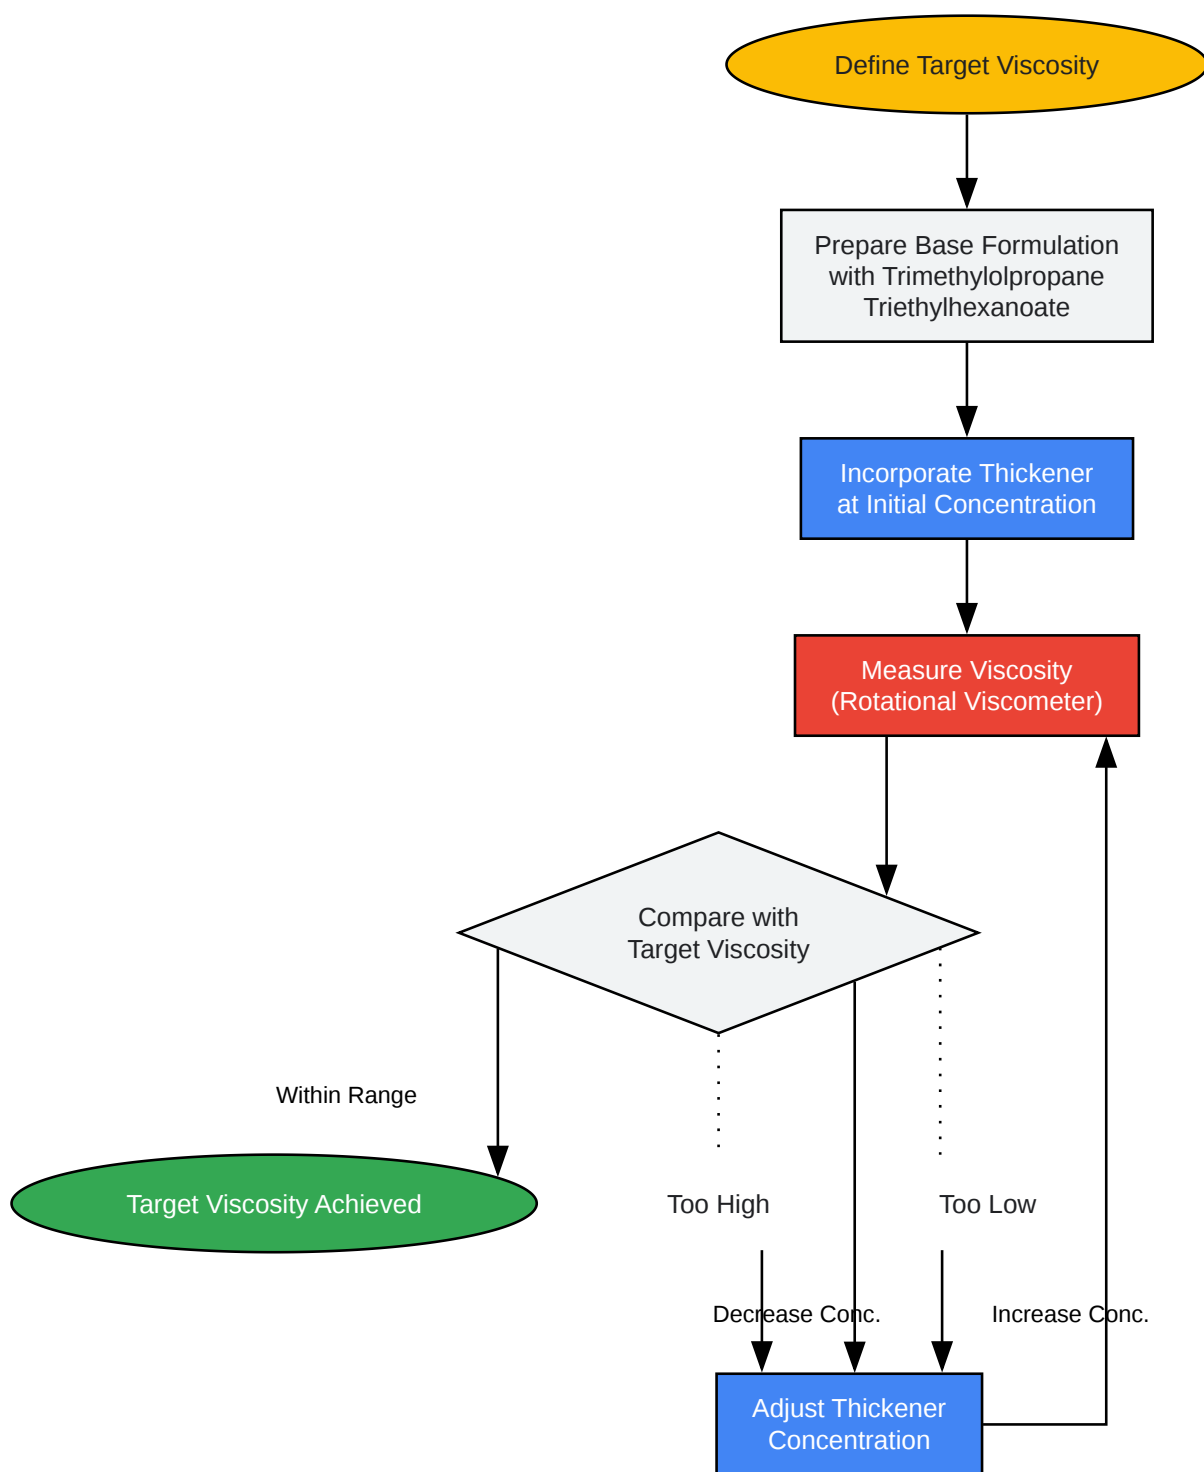 Define Target Viscosity
Prepare Base Formulation
with Trimethylolpropane
Triethylhexanoate
Incorporate Thickener
at Initial Concentration
Measure Viscosity
(Rotational Viscometer)
Compare with
Target Viscosity
Within Range
Target Viscosity Achieved
Too High
Too Low
Decrease Conc.
Increase Conc.
Adjust Thickener
Concentration